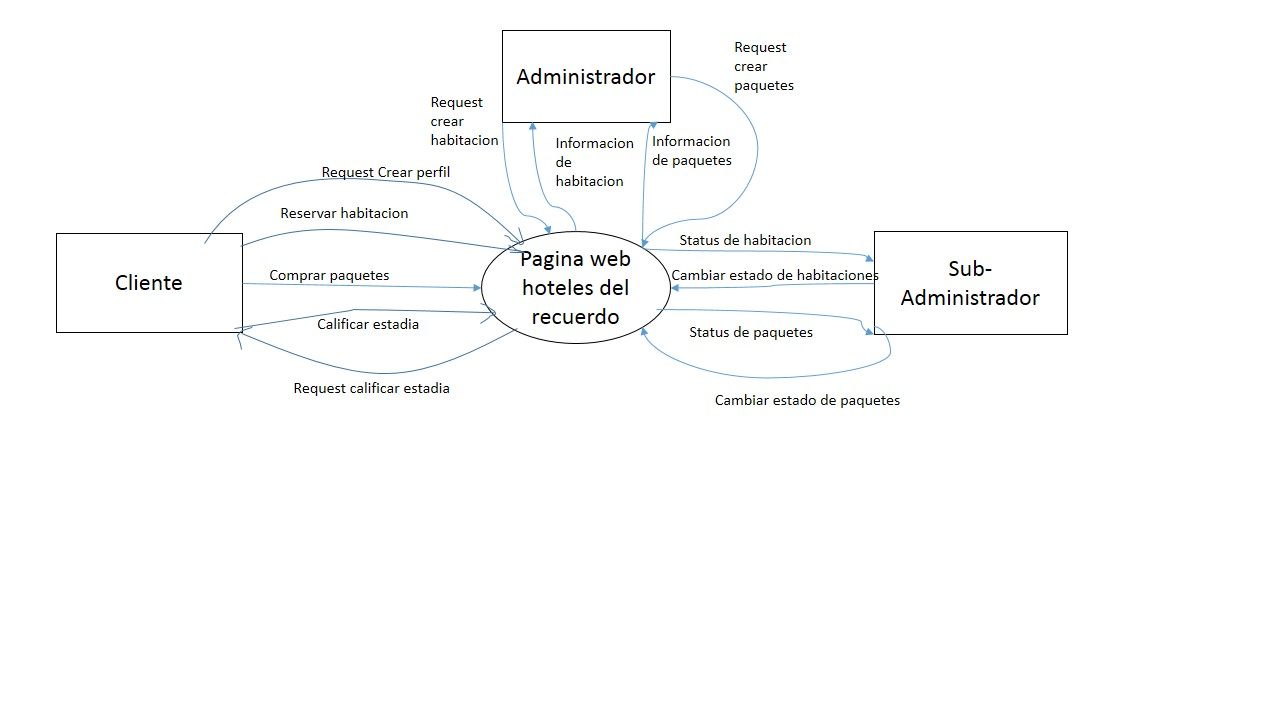 Administrador
Request
crear
paquetes
Request
crear
habitacion
Informacion
de
habitacion
Informacion
de paquetes
Request Crear perfil
Reservar habitacion
Cliente
Comprar paquetes
Calificar estadia
Request calificar estadia
Pagina web
hoteles del
recuerdo
Status de habitacion
Cambiar estado de habitaciones
Status de paquetes
Cambiar estado de paquetes
Sub-
Administrador